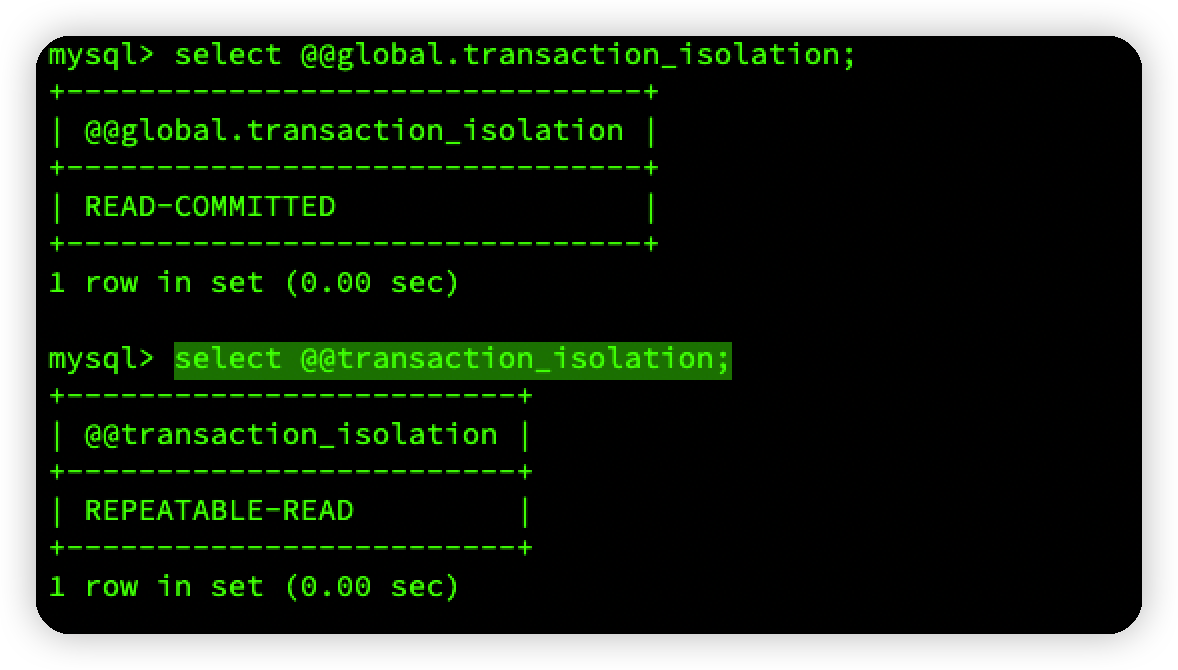 mysql> select @@global.transaction_isolation;
+--------------------------------+
| @@global.transaction_isolation |
+--------------------------------+
| READ-COMMITTED                 |
+--------------------------------+
1 row in set (0.00 sec)

mysql> select @@transaction_isolation;
+-------------------------+
| @@transaction_isolation |
+-------------------------+
| REPEATABLE-READ         |
+-------------------------+
1 row in set (0.00 sec)